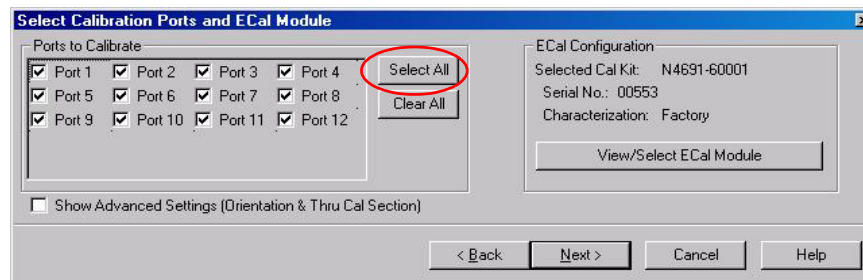 Select Calibration Ports and ECal Module
Ports to Calibrate
Port 1 Port 2 Port 3 Port 4
Port 5 Port 6 Port 7 Port 8
Port 9 Port 10 Port 11 Port 12
Select All
Clear All
ECal Configuration
Selected Cal Kit: N4691-60001
Serial No.: 00553
Characterization: Factory
View/Select ECal Module
Show Advanced Settings (Orientation & Thru Cal Section)
< Back Next > Cancel Help